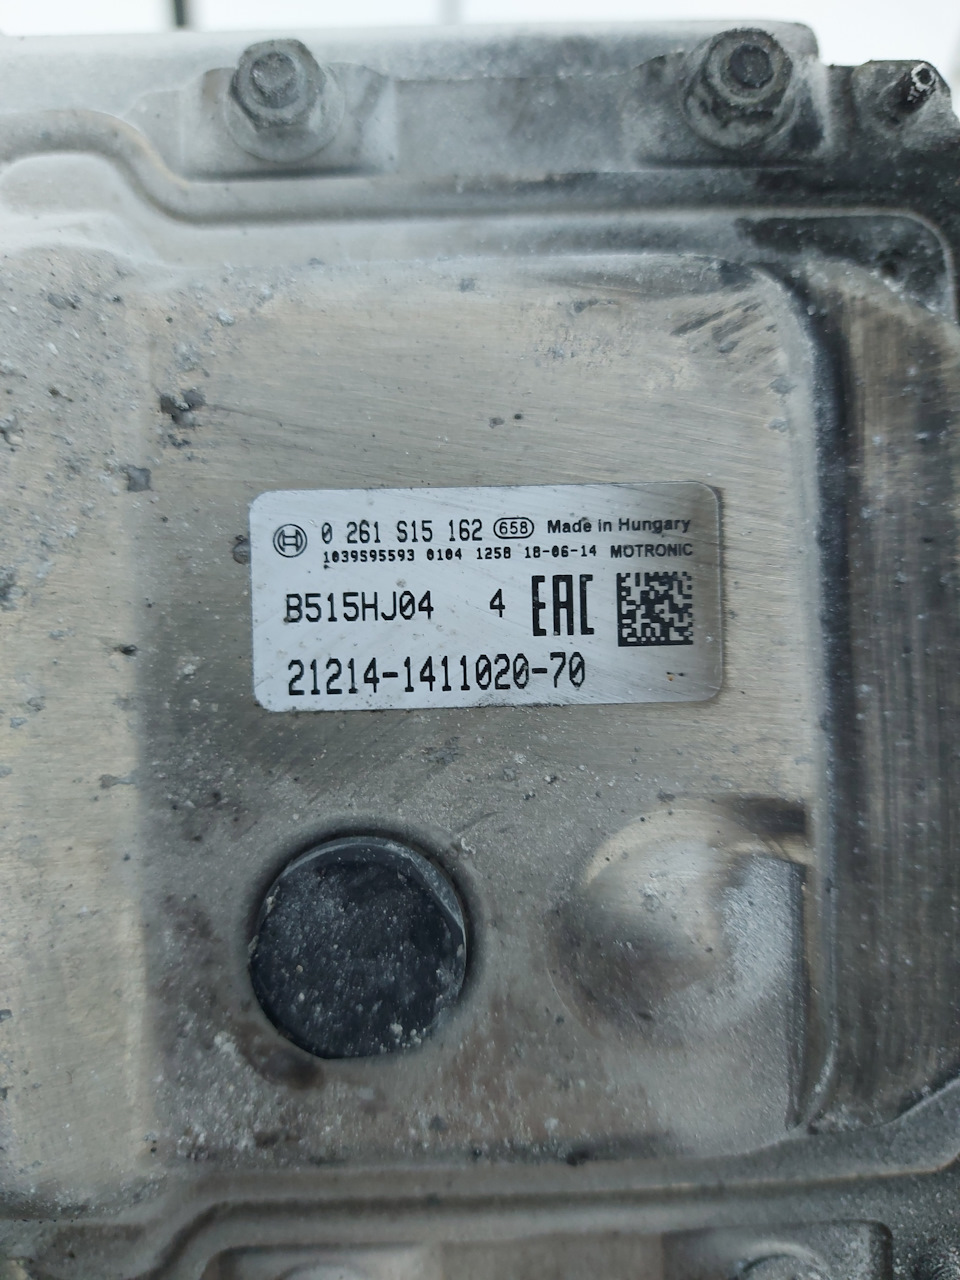 0 261 S15 162 658 Made in Hungary
1039S95593 0104 1258 18-06-14 MOTRONIC
B515HJ04 4 EAC
21214-1411020-70